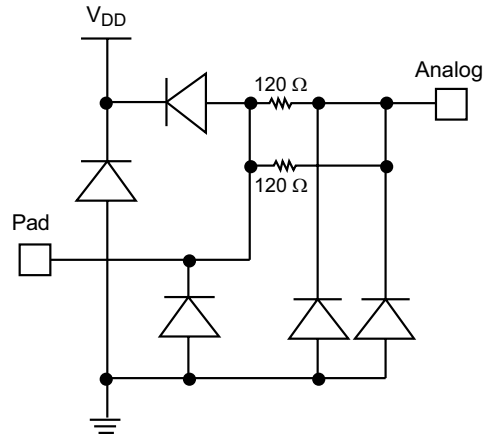 VDD
Analog
120 Ω
120 Ω
Pad